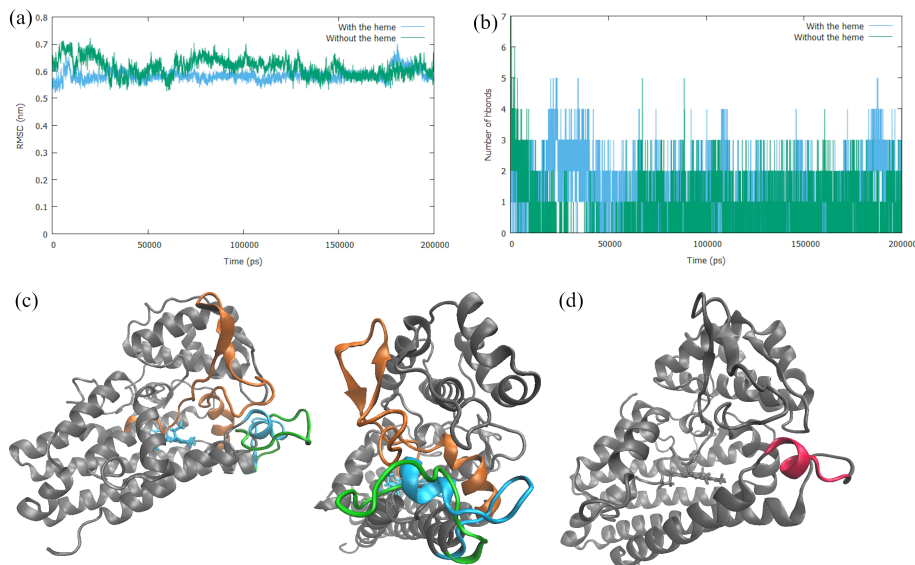 (a)
0.8
0.7
0.6
0.5
0.4
0.3
0.2
0.1
0
RMSD (nm)
With the heme
Without the heme
0
50000
100000
150000
200000
Time (ps)
(b)
7
6
5
4
3
2
1
0
Number of hbonds
With the heme
Without the heme
0
50000
100000
150000
200000
Time (ps)
(c)
(d)